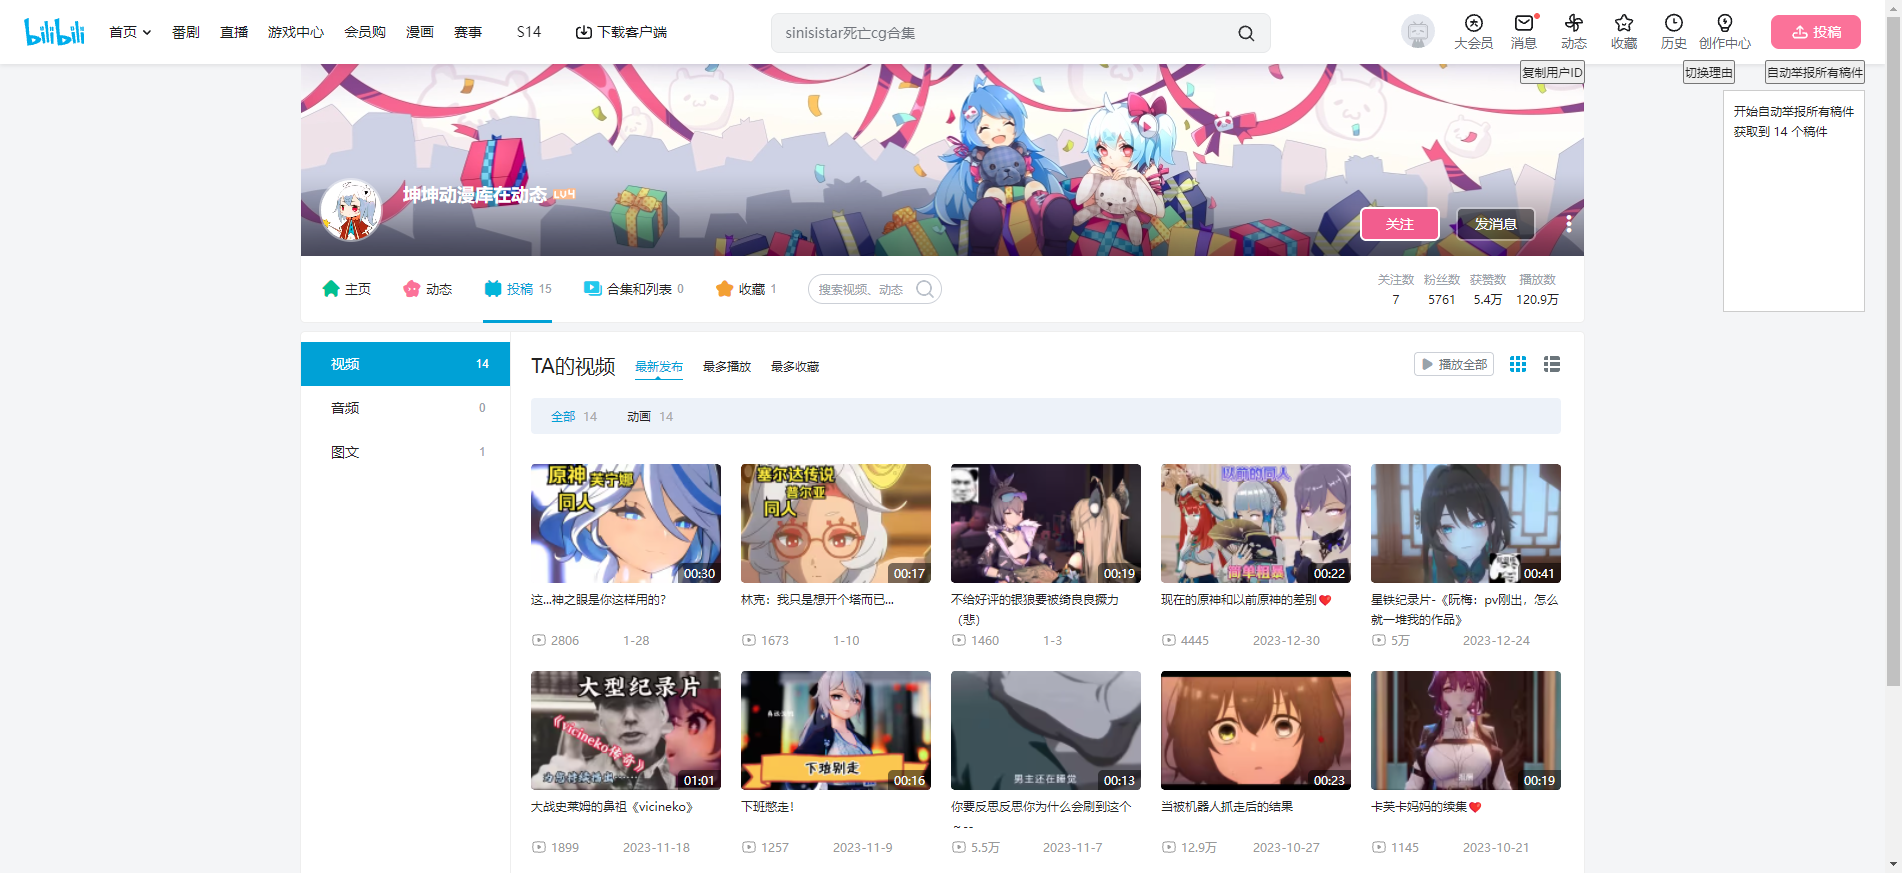 bilibili
首页
番剧
直播
游戏中心
会员购
漫画
赛事
S14
下载客户端
sinisistar死亡cg合集
大会员
消息
动态
收藏
历史
创作中心
投稿
复制用户ID
切换理由
自动举报所有稿件
开始自动举报所有稿件
获取到 14 个稿件
坤坤动漫库在动态 LV4
关注
发消息
主页
动态
投稿 15
合集和列表 0
收藏 1
搜索视频、动态
关注数 粉丝数 获赞数 播放数
7 5761 5.4万 120.9万
视频 14
音频 0
图文 1
TA的视频
最新发布
最多播放
最多收藏
播放全部
全部 14
动画 14
原神 芙宁娜
同人
00:30
塞尔达传说
普尔亚
同人
00:17
00:19
以前的同人
简单粗暴
00:22
00:41
这...神之眼是你这样用的?
林克：我只是想开个塔而已...
不给好评的银狼要被绮良良撅力
（悲）
现在的原神和以前原神的差别❤️
星铁纪录片-《阮梅：pv刚出，怎么
就一堆我的作品》
2806 1-28
1673 1-10
1460 1-3
4445 2023-12-30
5万 2023-12-24
大型纪录片
《vicineko传奇》
01:01
下班别走
00:16
男主还在睡觉
00:13
00:23
00:19
大战史莱姆的鼻祖《vicineko》
下班憋走！
你要反思反思你为什么会刷到这个
～--
当被机器人抓走后的结果
卡芙卡妈妈的续集❤️
1899 2023-11-18
1257 2023-11-9
5.5万 2023-11-7
12.9万 2023-10-27
1145 2023-10-21